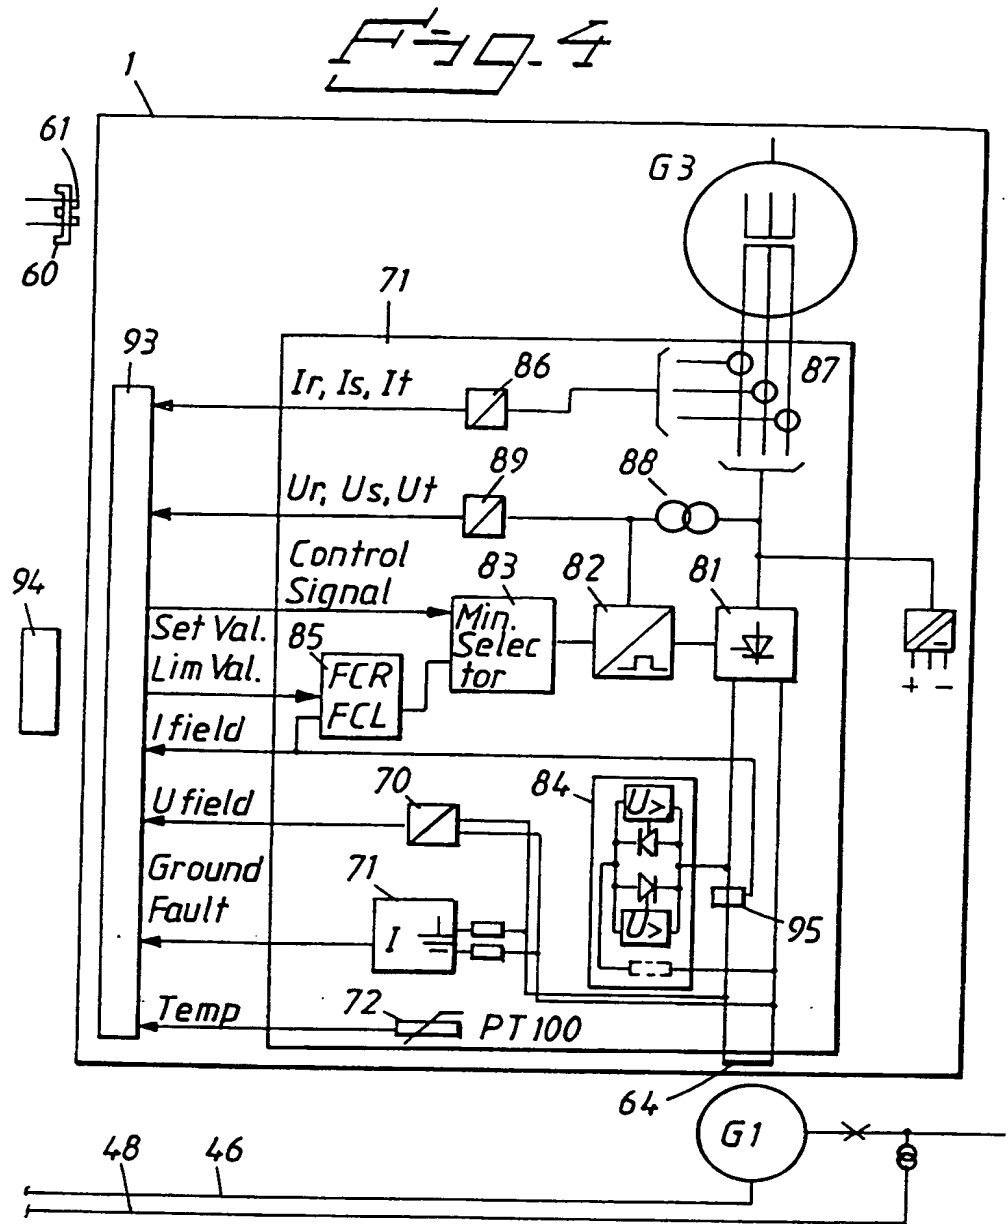 Fig. 4
1
61
60
G3
71
93
Ir, Is, It
86
87
Ur, Us, Ut
89
88
Control
Signal
83
82
81
94
Set Val.
Lim Val.
85
Min.
Selec
tor
FCR
FCL
+ -
I field
U field
70
84
U>
U>
Ground
Fault
71
I
95
Temp
72
PT100
64
G1
48
46